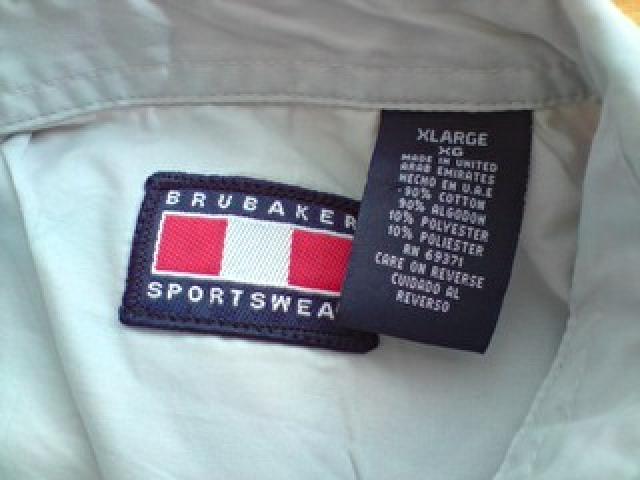 BRUBAKER
SPORTSWEA
XLARGE
XG
MADE IN UNITED
ARAB EMIRATES
HECHO EN U.A.E
90% COTTON
90% ALGODON
10% POLYESTER
10% POLIESTER
RN 69371
CARE ON REVERSE
CUIDADO AL
REVERSO